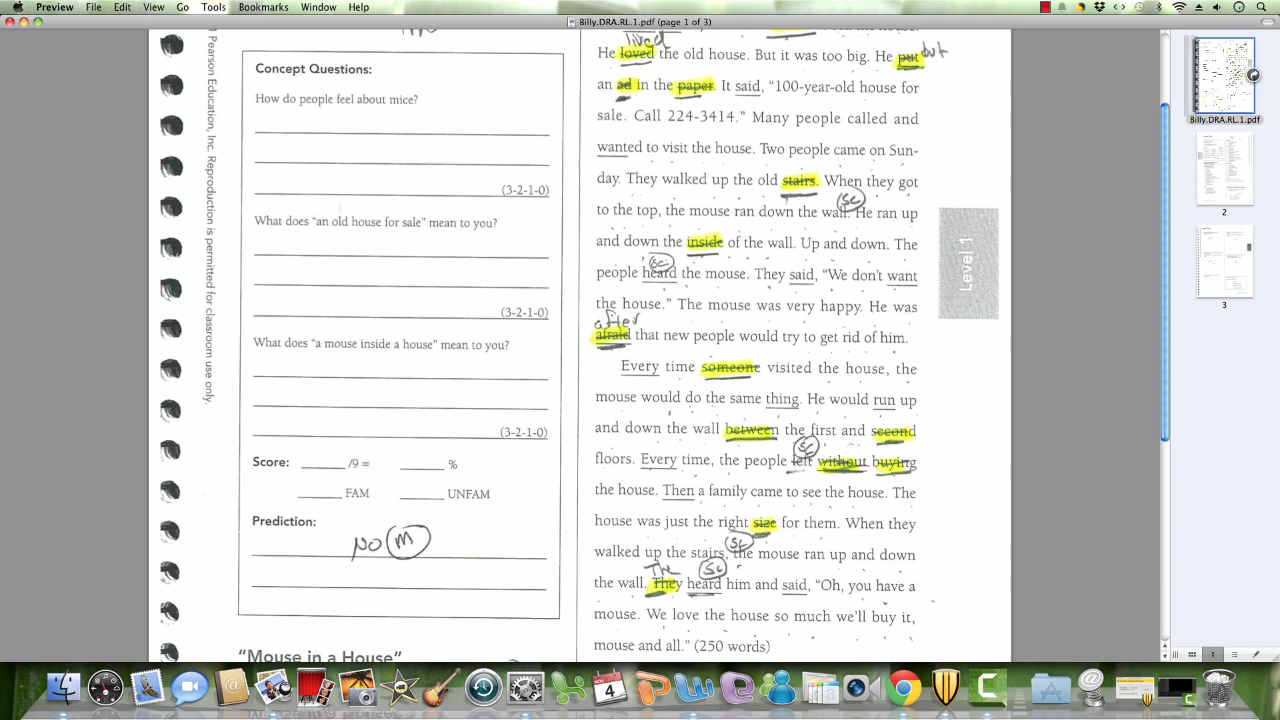 Preview File Edit View Go Tools Bookmarks Window Help
Billy.DRA.RL.1.pdf (page 1 of 3)
Pearson Education, Inc. Reproduction is permitted for classroom use only.
Concept Questions:
How do people feel about mice?
(3-2-1-0)
What does “an old house for sale” mean to you?
(3-2-1-0)
What does “a mouse inside a house” mean to you?
(3-2-1-0)
Score: /9 = %
FAM UNFAM
Prediction:
NO M
“Mouse in a House”
lived
He loved the old house. But it was too big. He put but
an ad in the paper. It said, “100-year-old house for
sale. Call 224-3414.” Many people called and
wanted to visit the house. Two people came on Sun-
day. They walked up the old stairs. When they got
sc
to the top, the mouse ran down the wall. He ran up
and down the inside of the wall. Up and down. The
sc
people heard the mouse. They said, “We don’t want
the house.” The mouse was very happy. He was
after
afraid that new people would try to get rid of him.
Every time someone visited the house, the
mouse would do the same thing. He would run up
and down the wall between the first and second
sc
floors. Every time, the people left without buying
the house. Then a family came to see the house. The
house was just the right size for them. When they
sc
walked up the stairs, the mouse ran up and down
The sc
the wall. They heard him and said, “Oh, you have a
mouse. We love the house so much we’ll buy it,
mouse and all.” (250 words)
Level 1
Billy.DRA.RL.1.pdf
2
3
NOV
4